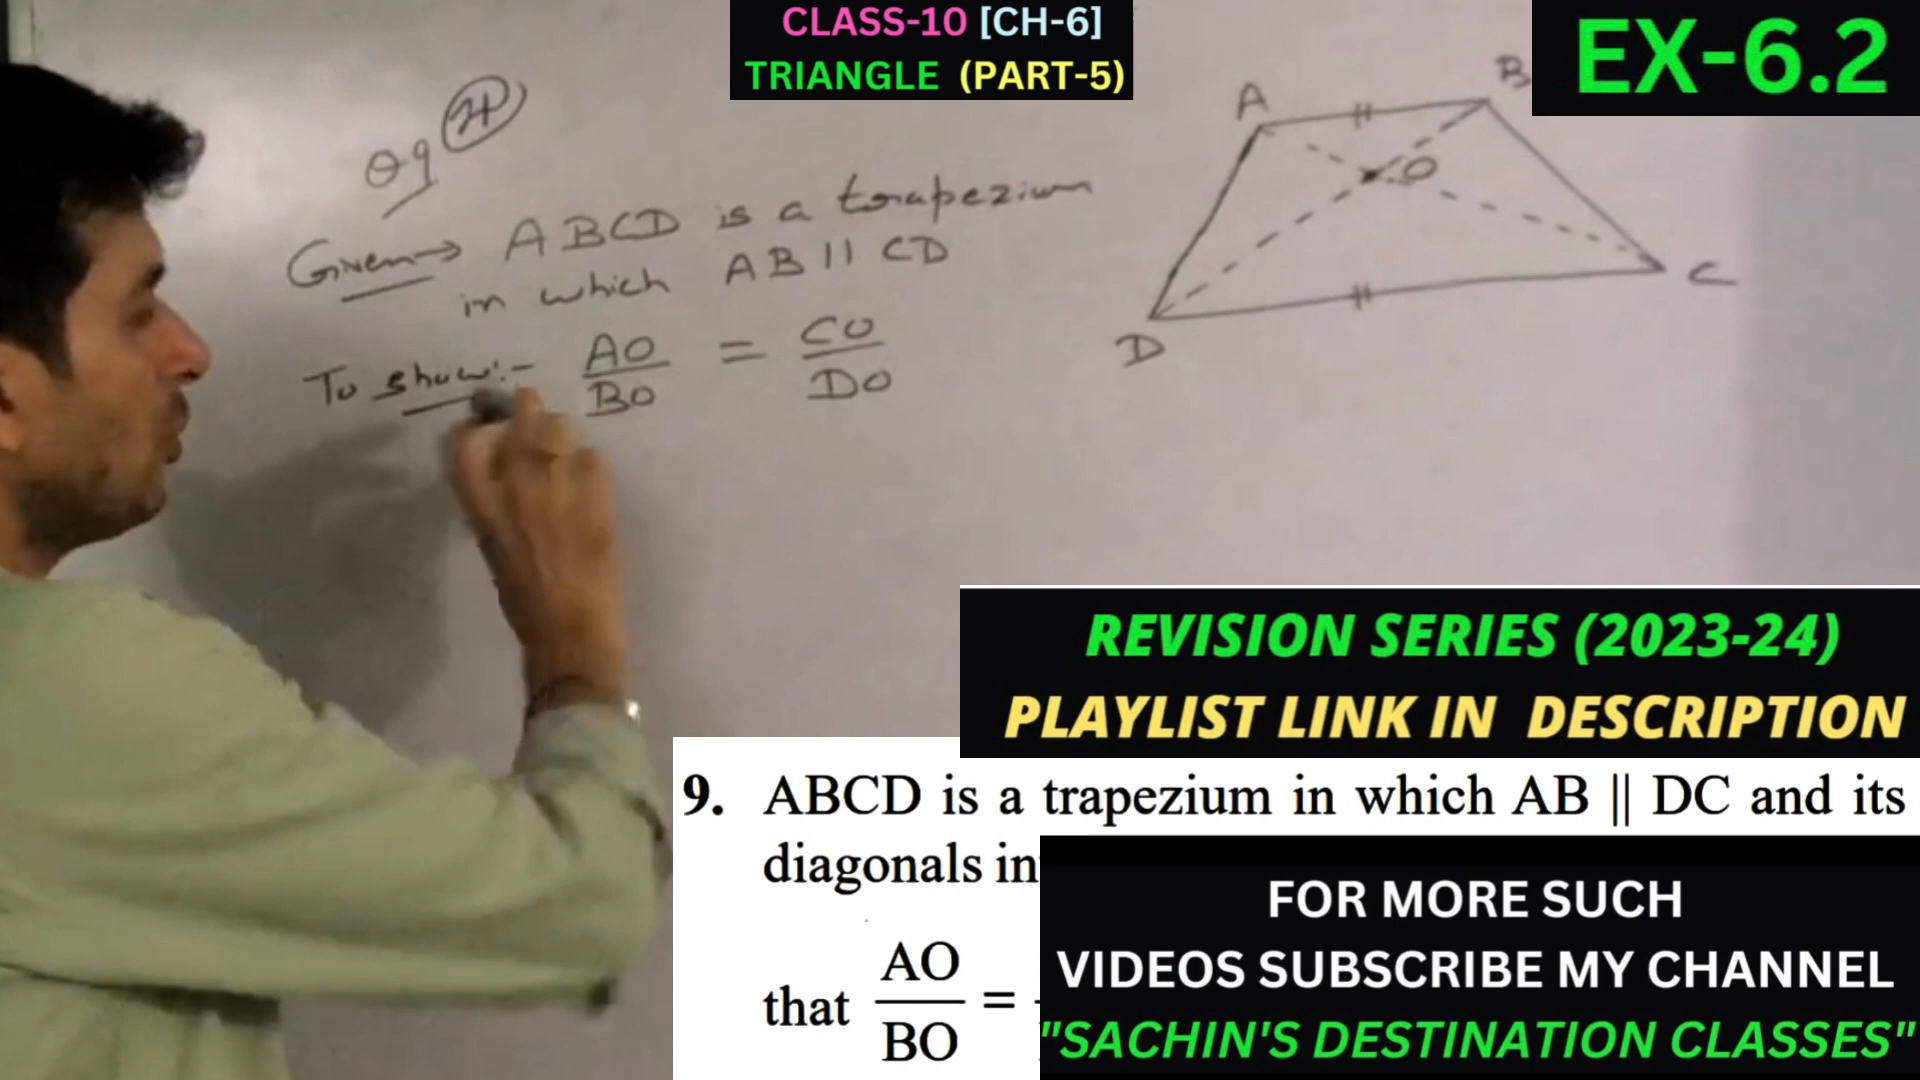 CLASS-10 [CH-6]
TRIANGLE (PART-5)
EX-6.2
Q9
Given→ ABCD is a trapezium
in which AB || CD
To show:- AO/BO = CO/DO
A
B
O
C
D
REVISION SERIES (2023-24)
PLAYLIST LINK IN DESCRIPTION
9. ABCD is a trapezium in which AB || DC and its
diagonals in
that AO/BO =
FOR MORE SUCH
VIDEOS SUBSCRIBE MY CHANNEL
"SACHIN'S DESTINATION CLASSES"